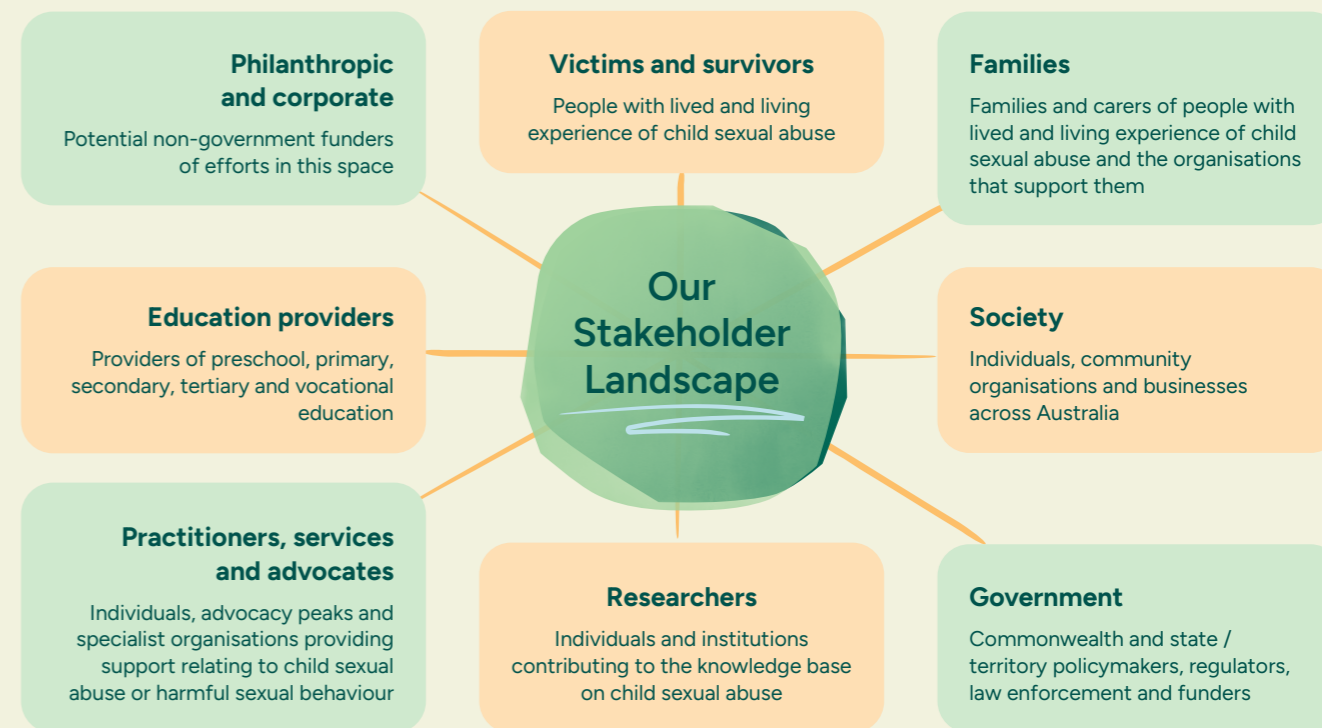 Philanthropic
and corporate
Potential non-government funders
of efforts in this space
Victims and survivors
People with lived and living
experience of child sexual abuse
Families
Families and carers of people with
lived and living experience of child
sexual abuse and the organisations
that support them
Education providers
Providers of preschool, primary,
secondary, tertiary and vocational
education
Our
Stakeholder
Landscape
Society
Individuals, community
organisations and businesses
across Australia
Practitioners, services
and advocates
Individuals, advocacy peaks and
specialist organisations providing
support relating to child sexual
abuse or harmful sexual behaviour
Researchers
Individuals and institutions
contributing to the knowledge base
on child sexual abuse
Government
Commonwealth and state /
territory policymakers, regulators,
law enforcement and funders